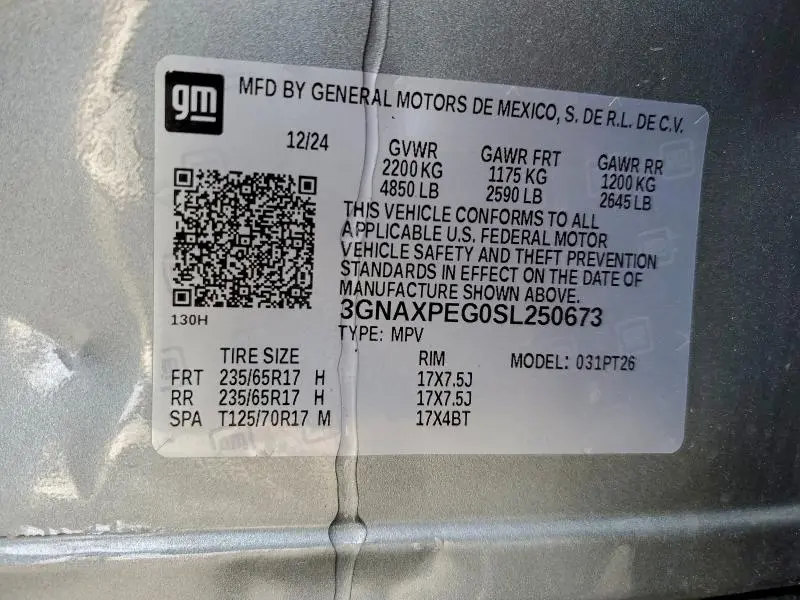 gm
MFD BY GENERAL MOTORS DE MEXICO, S. DE R.L. DE C.V.
12/24
GVWR GAWR FRT GAWR RR
2200 KG 1175 KG 1200 KG
4850 LB 2590 LB 2645 LB
THIS VEHICLE CONFORMS TO ALL
APPLICABLE U.S. FEDERAL MOTOR
VEHICLE SAFETY AND THEFT PREVENTION
STANDARDS IN EFFECT ON THE DATE OF
MANUFACTURE SHOWN ABOVE.
3GNAXPEG0SL250673
130H
TYPE: MPV
TIRE SIZE RIM MODEL: 031PT26
FRT 235/65R17 H 17X7.5J
RR 235/65R17 H 17X7.5J
SPA T125/70R17 M 17X4BT